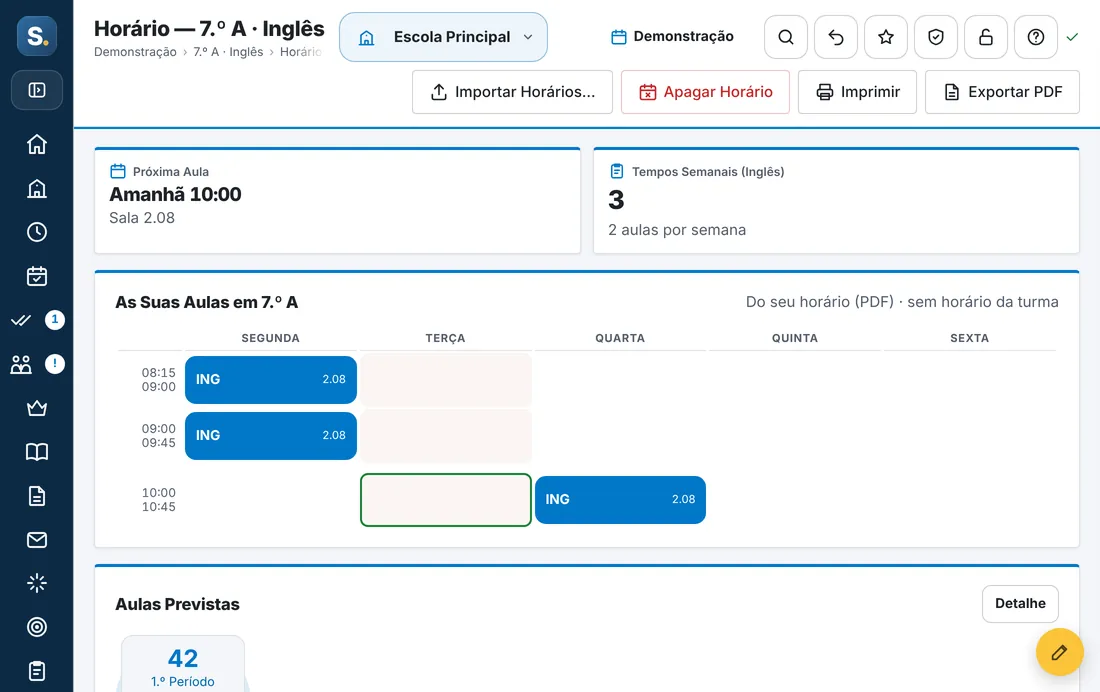 S.
Horário — 7.º A · Inglês
Demonstração › 7.º A · Inglês › Horário
Escola Principal
Demonstração
Importar Horários...
Apagar Horário
Imprimir
Exportar PDF
1
!
Próxima Aula
Amanhã 10:00
Sala 2.08
Tempos Semanais (Inglês)
3
2 aulas por semana
As Suas Aulas em 7.º A
Do seu horário (PDF) · sem horário da turma
SEGUNDA TERÇA QUARTA QUINTA SEXTA
08:15
09:00
ING 2.08
09:00
09:45
ING 2.08
10:00
10:45
ING 2.08
Aulas Previstas
Detalhe
42
1.º Período